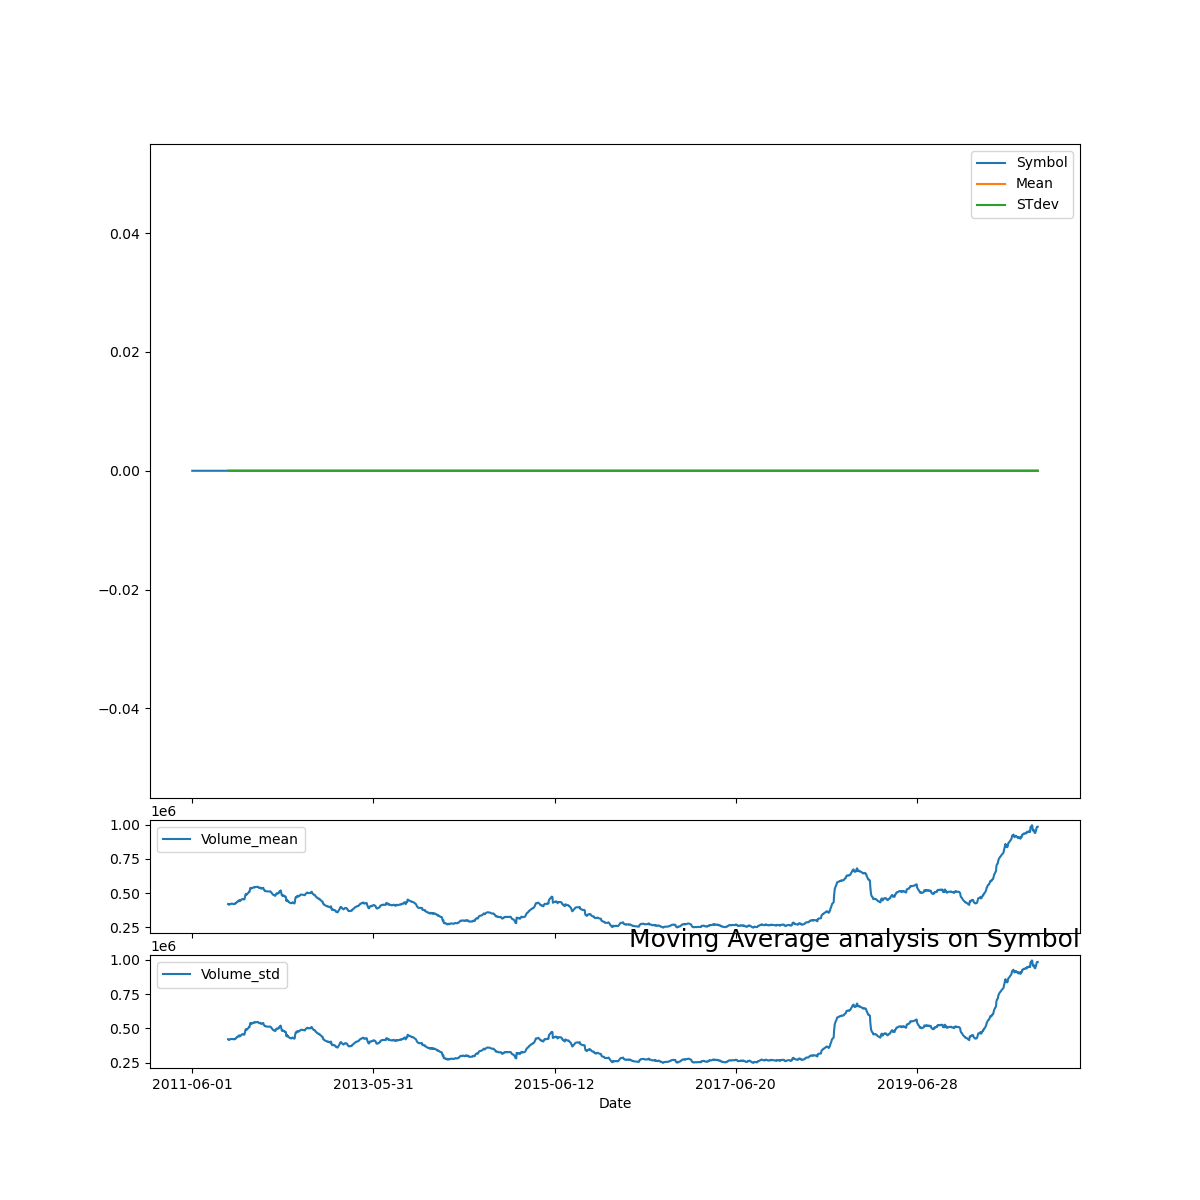 Symbol
Mean
STdev
0.04
0.02
0.00
−0.02
−0.04
1e6
1.00
0.75
0.50
0.25
Volume_mean
Moving Average analysis on Symbol
1e6
1.00
0.75
0.50
0.25
Volume_std
2011-06-01 2013-05-31 2015-06-12 2017-06-20 2019-06-28
Date